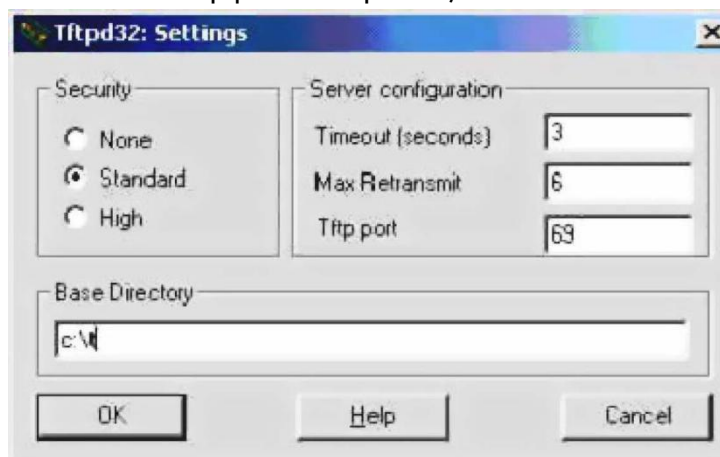 Tftpd32: Settings
Security
None
Standard
High
Server configuration
Timeout (seconds)
3
Max Retransmit
6
Tftp port
69
Base Directory
c:\t
OK
Help
Cancel